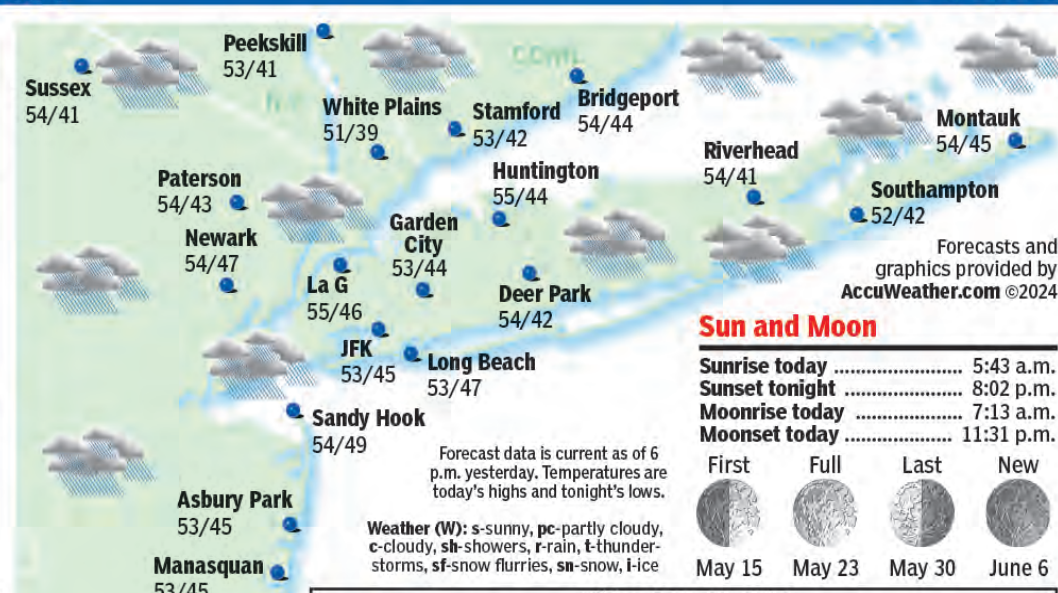 Peekskill
53/41
Sussex
54/41
CONN.
White Plains
51/39
Stamford
53/42
Bridgeport
54/44
Montauk
54/45
Riverhead
54/41
Huntington
55/44
Paterson
54/43
Southampton
52/42
Newark
54/47
Garden
City
53/44
La G
55/46
Deer Park
54/42
JFK
53/45
Long Beach
53/47
Sandy Hook
54/49
Asbury Park
53/45
Manasquan
53/45
Forecasts and
graphics provided by
AccuWeather.com ©2024
Sun and Moon
Sunrise today ........................ 5:43 a.m.
Sunset tonight ...................... 8:02 p.m.
Moonrise today .................... 7:13 a.m.
Moonset today .................... 11:31 p.m.
First Full Last New
May 15 May 23 May 30 June 6
Forecast data is current as of 6
p.m. yesterday. Temperatures are
today's highs and tonight's lows.
Weather (W): s-sunny, pc-partly cloudy,
c-cloudy, sh-showers, r-rain, t-thunder-
storms, sf-snow flurries, sn-snow, i-ice